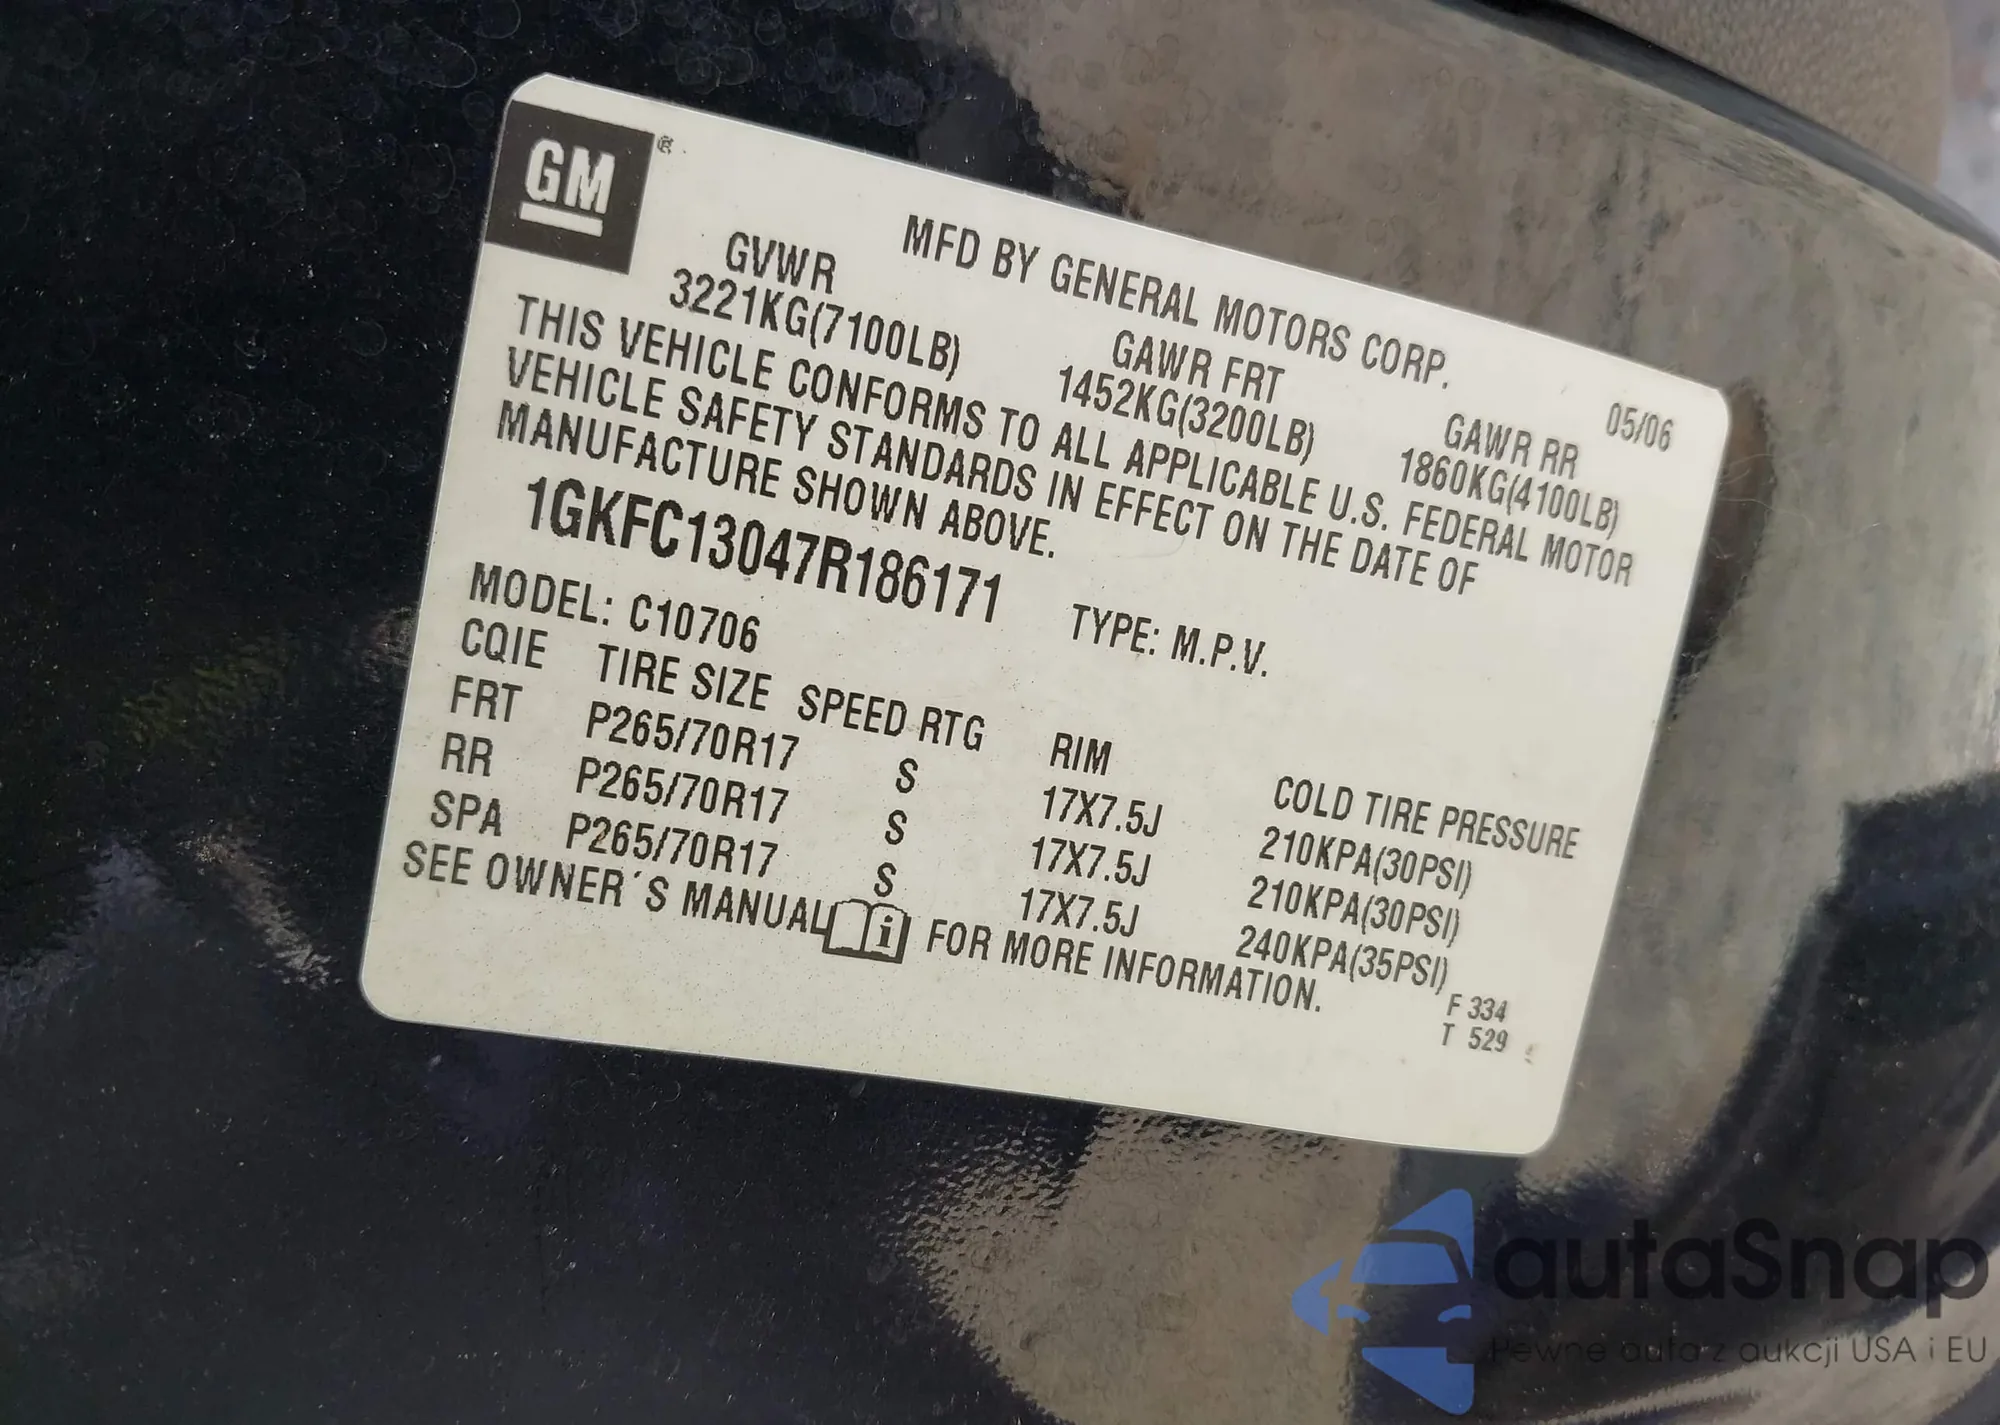 GM ®
MFD BY GENERAL MOTORS CORP. 05/06
GVWR GAWR FRT GAWR RR
3221KG(7100LB) 1452KG(3200LB) 1860KG(4100LB)
THIS VEHICLE CONFORMS TO ALL APPLICABLE U.S. FEDERAL MOTOR
VEHICLE SAFETY STANDARDS IN EFFECT ON THE DATE OF
MANUFACTURE SHOWN ABOVE.
1GKFC13047R186171 TYPE: M.P.V.
MODEL: C10706
CQIE TIRE SIZE SPEED RTG RIM COLD TIRE PRESSURE
FRT P265/70R17 S 17X7.5J 210KPA(30PSI)
RR P265/70R17 S 17X7.5J 210KPA(30PSI)
SPA P265/70R17 S 17X7.5J 240KPA(35PSI)
SEE OWNER´S MANUAL i FOR MORE INFORMATION.
F 334
T 529
autaSnap
Pewne auta z aukcji USA i EU